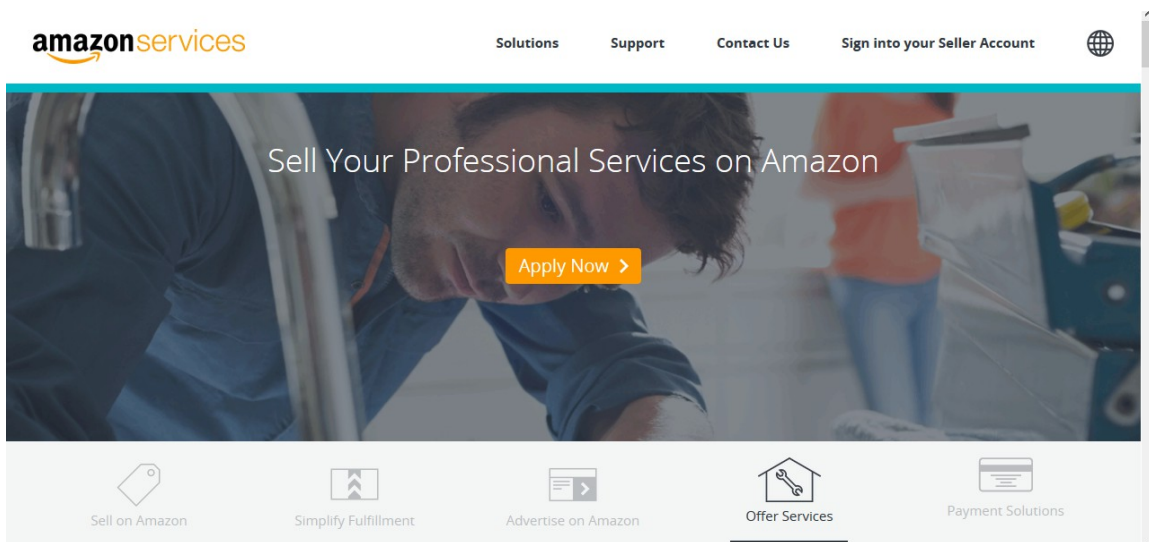 amazonservices
Solutions Support Contact Us Sign into your Seller Account
Sell Your Professional Services on Amazon
Apply Now >
Sell on Amazon Simplify Fulfillment Advertise on Amazon Offer Services Payment Solutions